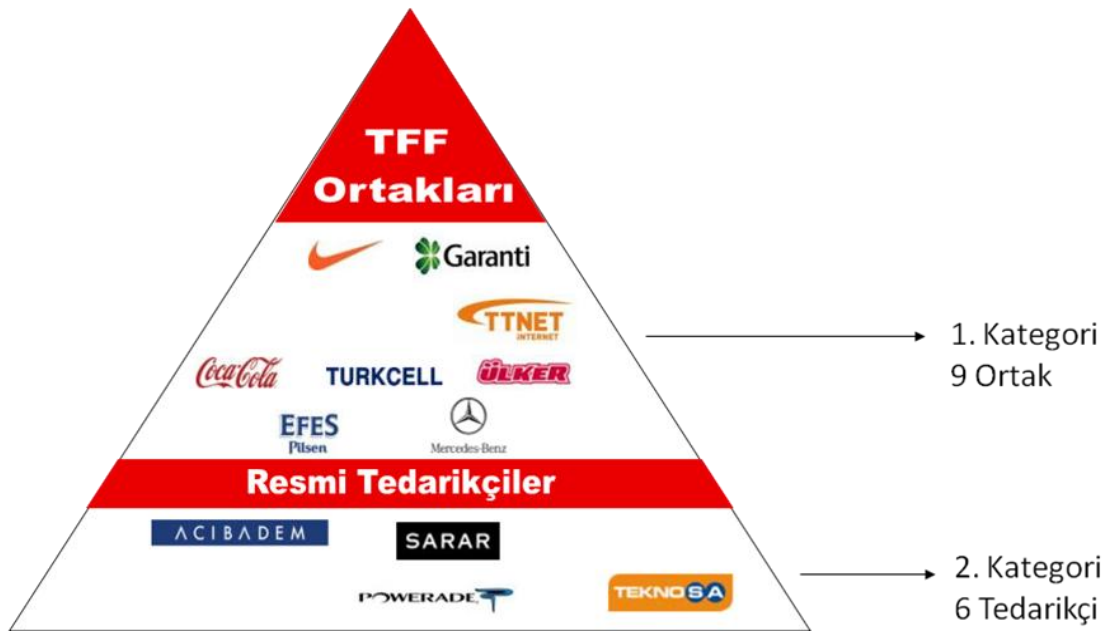 TFF
Ortakları
Garanti
TTNET
INTERNET
1. Kategori
9 Ortak
Coca-Cola
TURKCELL
ÜLKER
EFES
Pilsen
Mercedes-Benz
Resmi Tedarikçiler
ACIBADEM
SARAR
2. Kategori
6 Tedarikçi
POWERADE
TEKNOSA